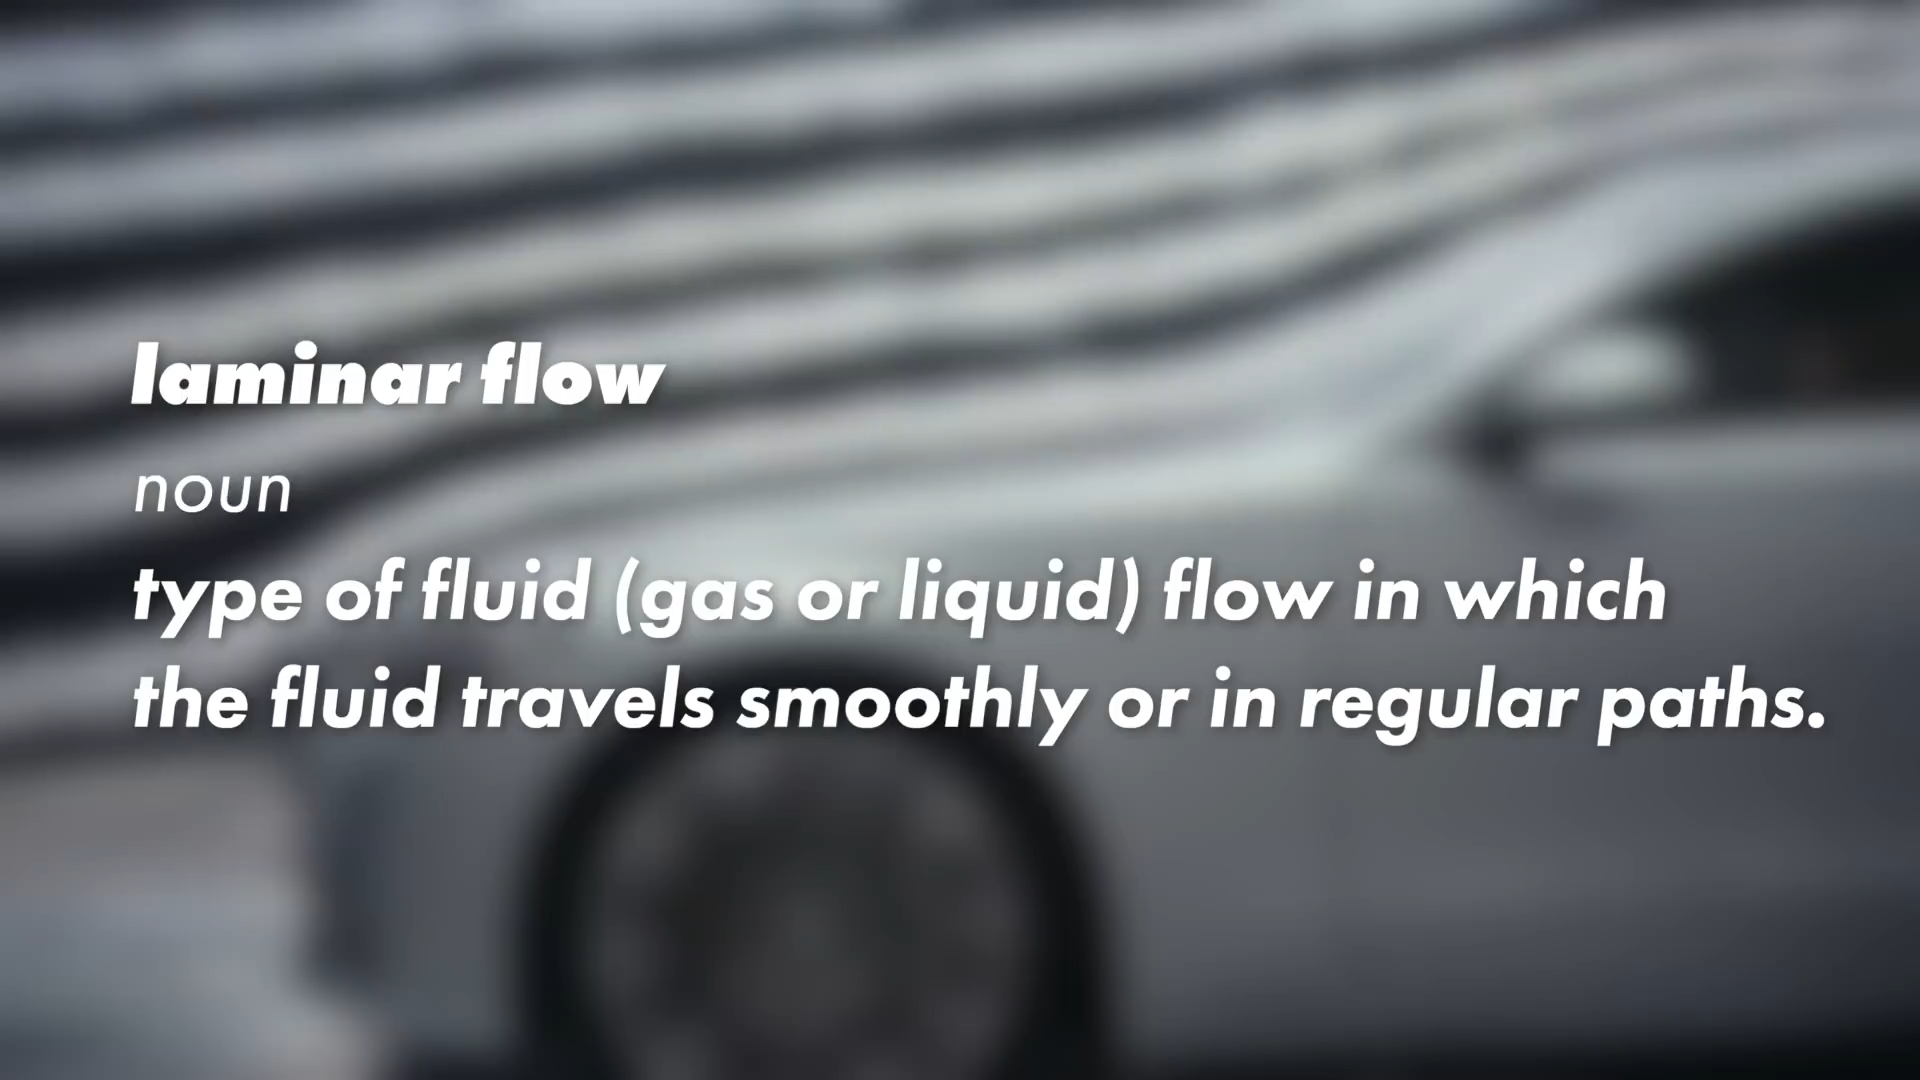 laminar flow
noun
type of fluid (gas or liquid) flow in which
the fluid travels smoothly or in regular paths.